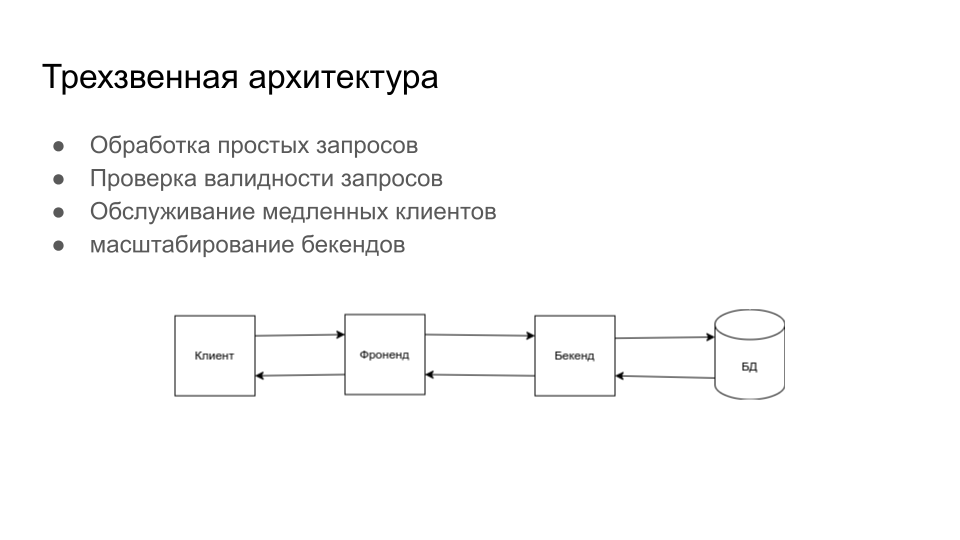 Трехзвенная архитектура
● Обработка простых запросов
● Проверка валидности запросов
● Обслуживание медленных клиентов
● масштабирование бекендов
Клиент
Фроненд
Бекенд
БД